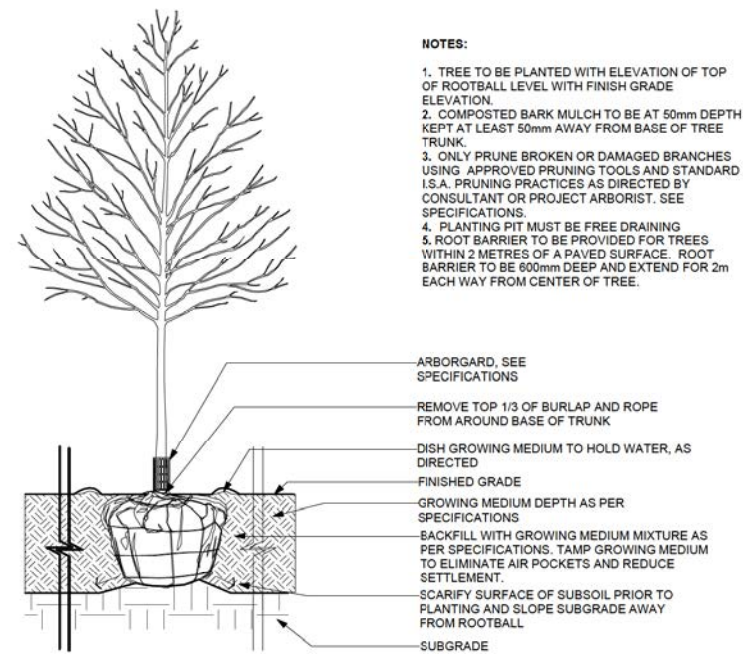 NOTES:
1. TREE TO BE PLANTED WITH ELEVATION OF TOP
OF ROOTBALL LEVEL WITH FINISH GRADE
ELEVATION.
2. COMPOSTED BARK MULCH TO BE AT 50mm DEPTH
KEPT AT LEAST 50mm AWAY FROM BASE OF TREE
TRUNK.
3. ONLY PRUNE BROKEN OR DAMAGED BRANCHES
USING APPROVED PRUNING TOOLS AND STANDARD
I.S.A. PRUNING PRACTICES AS DIRECTED BY
CONSULTANT OR PROJECT ARBORIST. SEE
SPECIFICATIONS.
4. PLANTING PIT MUST BE FREE DRAINING
5. ROOT BARRIER TO BE PROVIDED FOR TREES
WITHIN 2 METRES OF A PAVED SURFACE. ROOT
BARRIER TO BE 600mm DEEP AND EXTEND FOR 2m
EACH WAY FROM CENTER OF TREE.
ARBORGARD, SEE
SPECIFICATIONS
REMOVE TOP 1/3 OF BURLAP AND ROPE
FROM AROUND BASE OF TRUNK
DISH GROWING MEDIUM TO HOLD WATER, AS
DIRECTED
FINISHED GRADE
GROWING MEDIUM DEPTH AS PER
SPECIFICATIONS
BACKFILL WITH GROWING MEDIUM MIXTURE AS
PER SPECIFICATIONS. TAMP GROWING MEDIUM
TO ELIMINATE AIR POCKETS AND REDUCE
SETTLEMENT.
SCARIFY SURFACE OF SUBSOIL PRIOR TO
PLANTING AND SLOPE SUBGRADE AWAY
FROM ROOTBALL
SUBGRADE